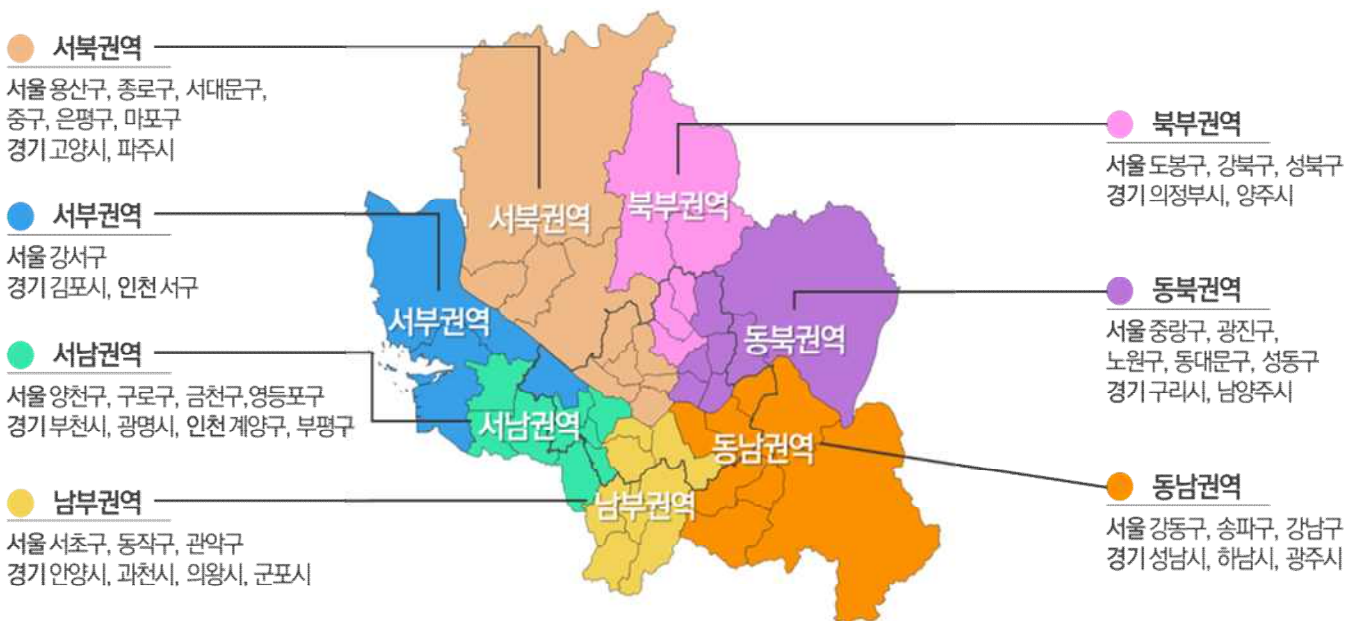 서북권역
서울 용산구, 종로구, 서대문구,
중구, 은평구, 마포구
경기 고양시, 파주시
서부권역
서울 강서구
경기 김포시, 인천 서구
서남권역
서울 양천구, 구로구, 금천구,영등포구
경기 부천시, 광명시, 인천 계양구, 부평구
남부권역
서울 서초구, 동작구, 관악구
경기 안양시, 과천시, 의왕시, 군포시
서북권역
북부권역
서부권역
동북권역
서남권역
동남권역
남부권역
북부권역
서울 도봉구, 강북구, 성북구
경기 의정부시, 양주시
동북권역
서울 중랑구, 광진구,
노원구, 동대문구, 성동구
경기 구리시, 남양주시
동남권역
서울 강동구, 송파구, 강남구
경기 성남시, 하남시, 광주시